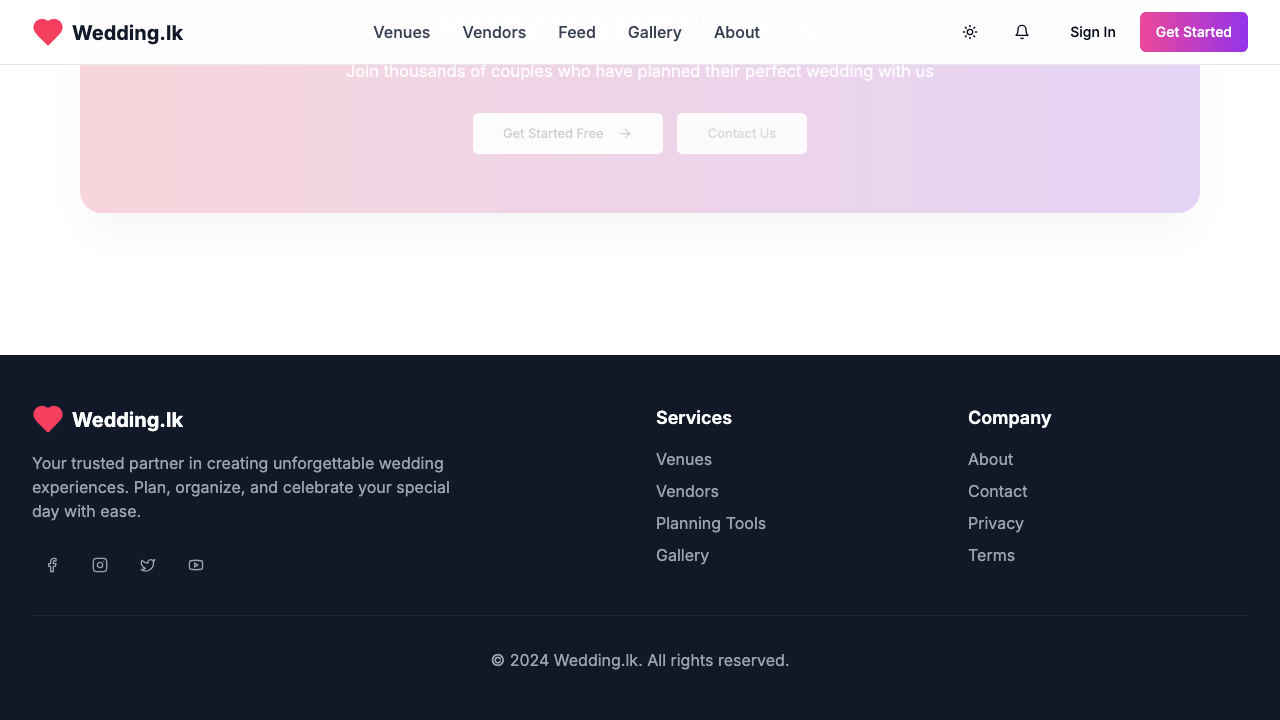 Wedding.lk
Venues
Vendors
Feed
Gallery
About
Sign In
Get Started
Planning?
Join thousands of couples who have planned their perfect wedding with us
Get Started Free
Contact Us
Wedding.lk
Your trusted partner in creating unforgettable wedding
experiences. Plan, organize, and celebrate your special
day with ease.
Services
Venues
Vendors
Planning Tools
Gallery
Company
About
Contact
Privacy
Terms
© 2024 Wedding.lk. All rights reserved.